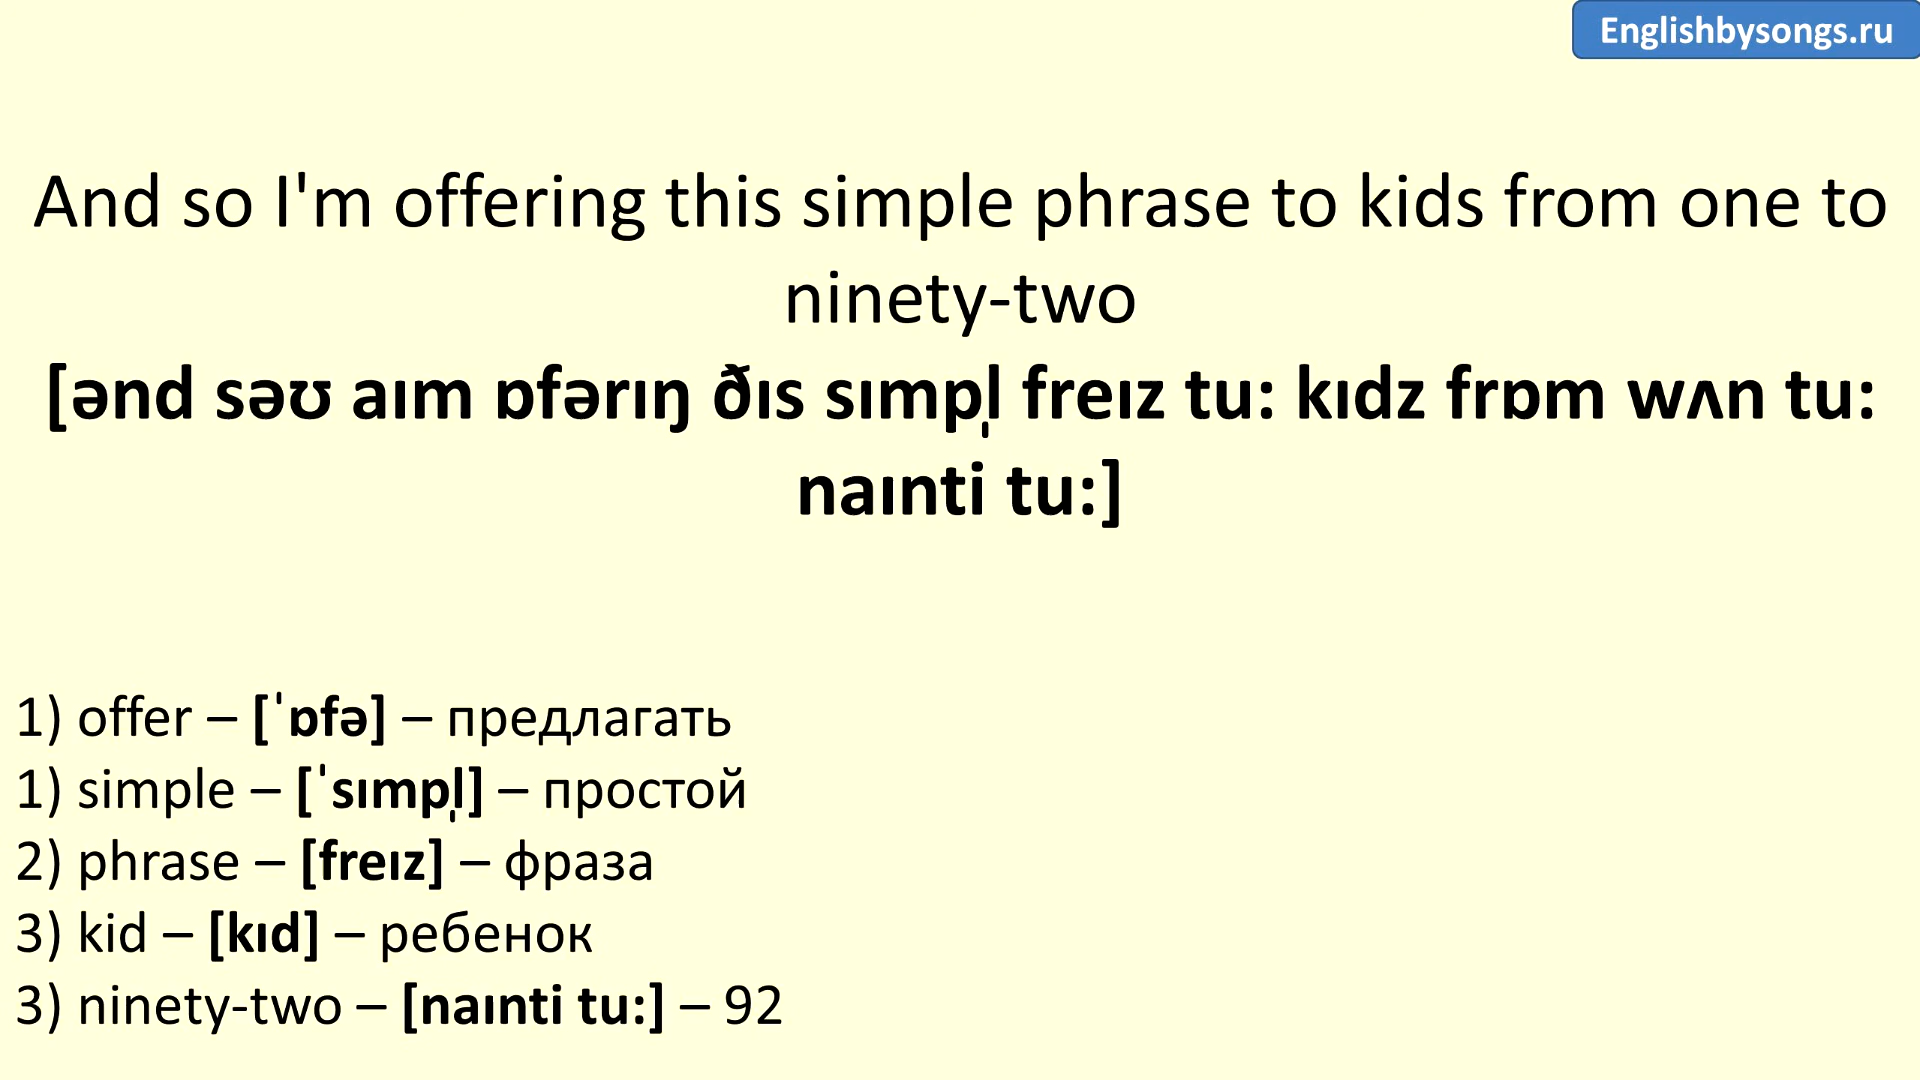 Englishbysongs.ru
And so I'm offering this simple phrase to kids from one to
ninety-two
[ənd səʊ aɪm ɒfərɪŋ ðɪs sɪmpl̩ freɪz tu: kɪdz frɒm wʌn tu:
naɪnti tu:]
1) offer – [ˈɒfə] – предлагать
1) simple – [ˈsɪmpl̩] – простой
2) phrase – [freɪz] – фраза
3) kid – [kɪd] – ребенок
3) ninety-two – [naɪnti tu:] – 92